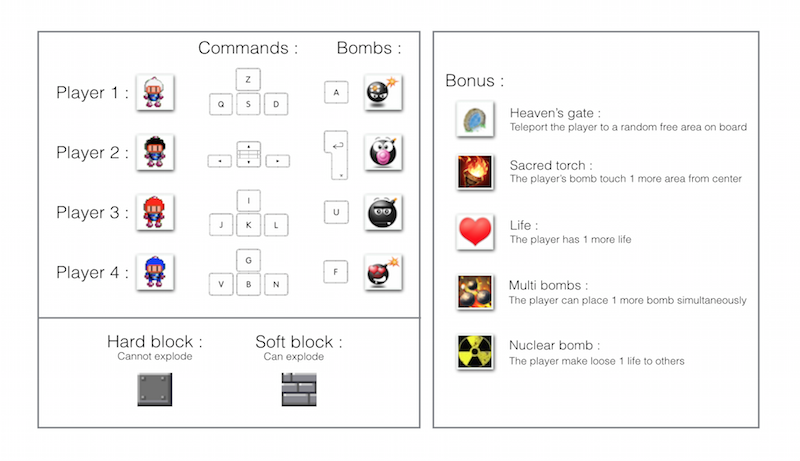 Commands :
Bombs :
Player 1 :
Z
Q S D
A
Player 2 :
Player 3 :
I
J K L
U
Player 4 :
G
V B N
F
Hard block :
Cannot explode
Soft block :
Can explode
Bonus :
Heaven's gate :
Teleport the player to a random free area on board
Sacred torch :
The player's bomb touch 1 more area from center
Life :
The player has 1 more life
Multi bombs :
The player can place 1 more bomb simultaneously
Nuclear bomb :
The player make loose 1 life to others